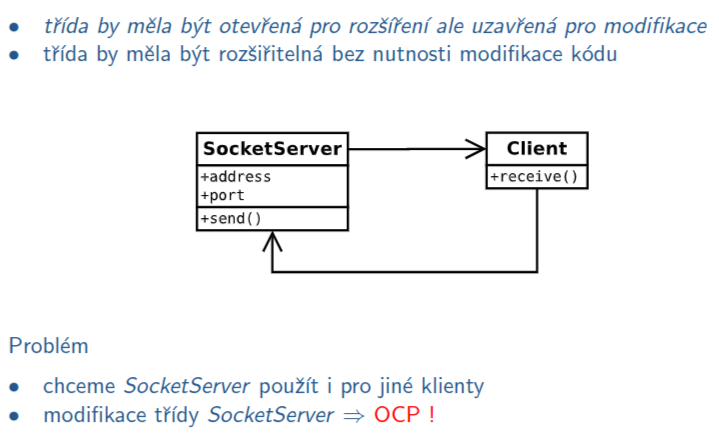 • třída by měla být otevřená pro rozšíření ale uzavřená pro modifikace
• třída by měla být rozšiřitelná bez nutnosti modifikace kódu
SocketServer
+address
+port
+send()
Client
+receive()
Problém
• chceme SocketServer použít i pro jiné klienty
• modifikace třídy SocketServer ⇒ OCP !